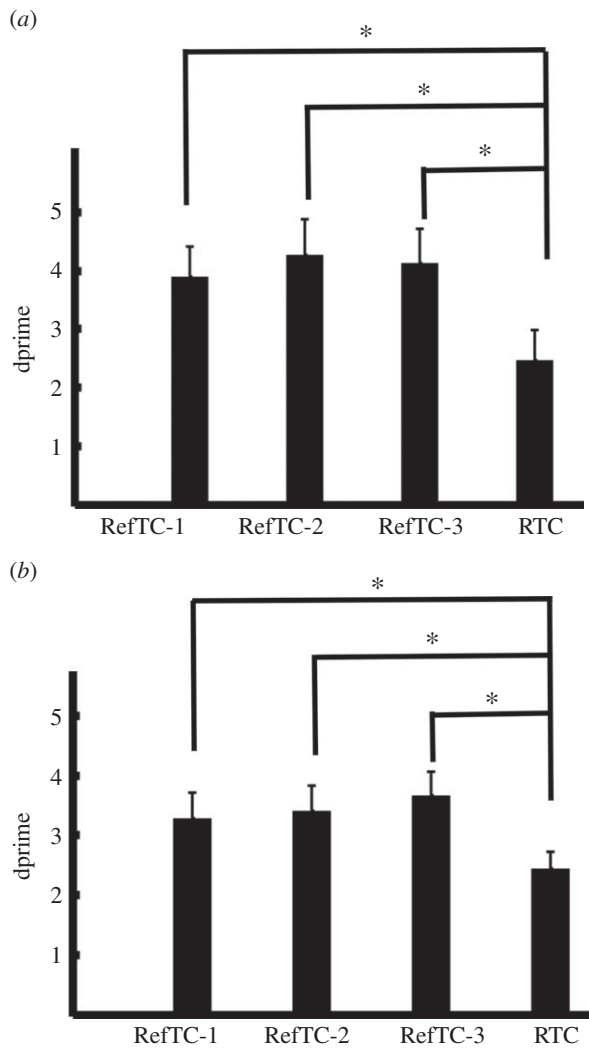 (a)
*
*
*
5
4
3
2
1
dprime
RefTC-1 RefTC-2 RefTC-3 RTC
(b)
*
*
*
5
4
3
2
1
dprime
RefTC-1 RefTC-2 RefTC-3 RTC